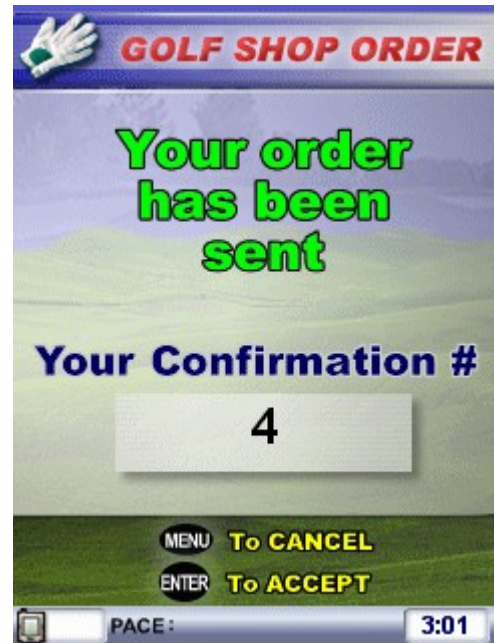 GOLF SHOP ORDER
Your order
has been
sent
Your Confirmation #
4
MENU To CANCEL
ENTER To ACCEPT
PACE: 3:01